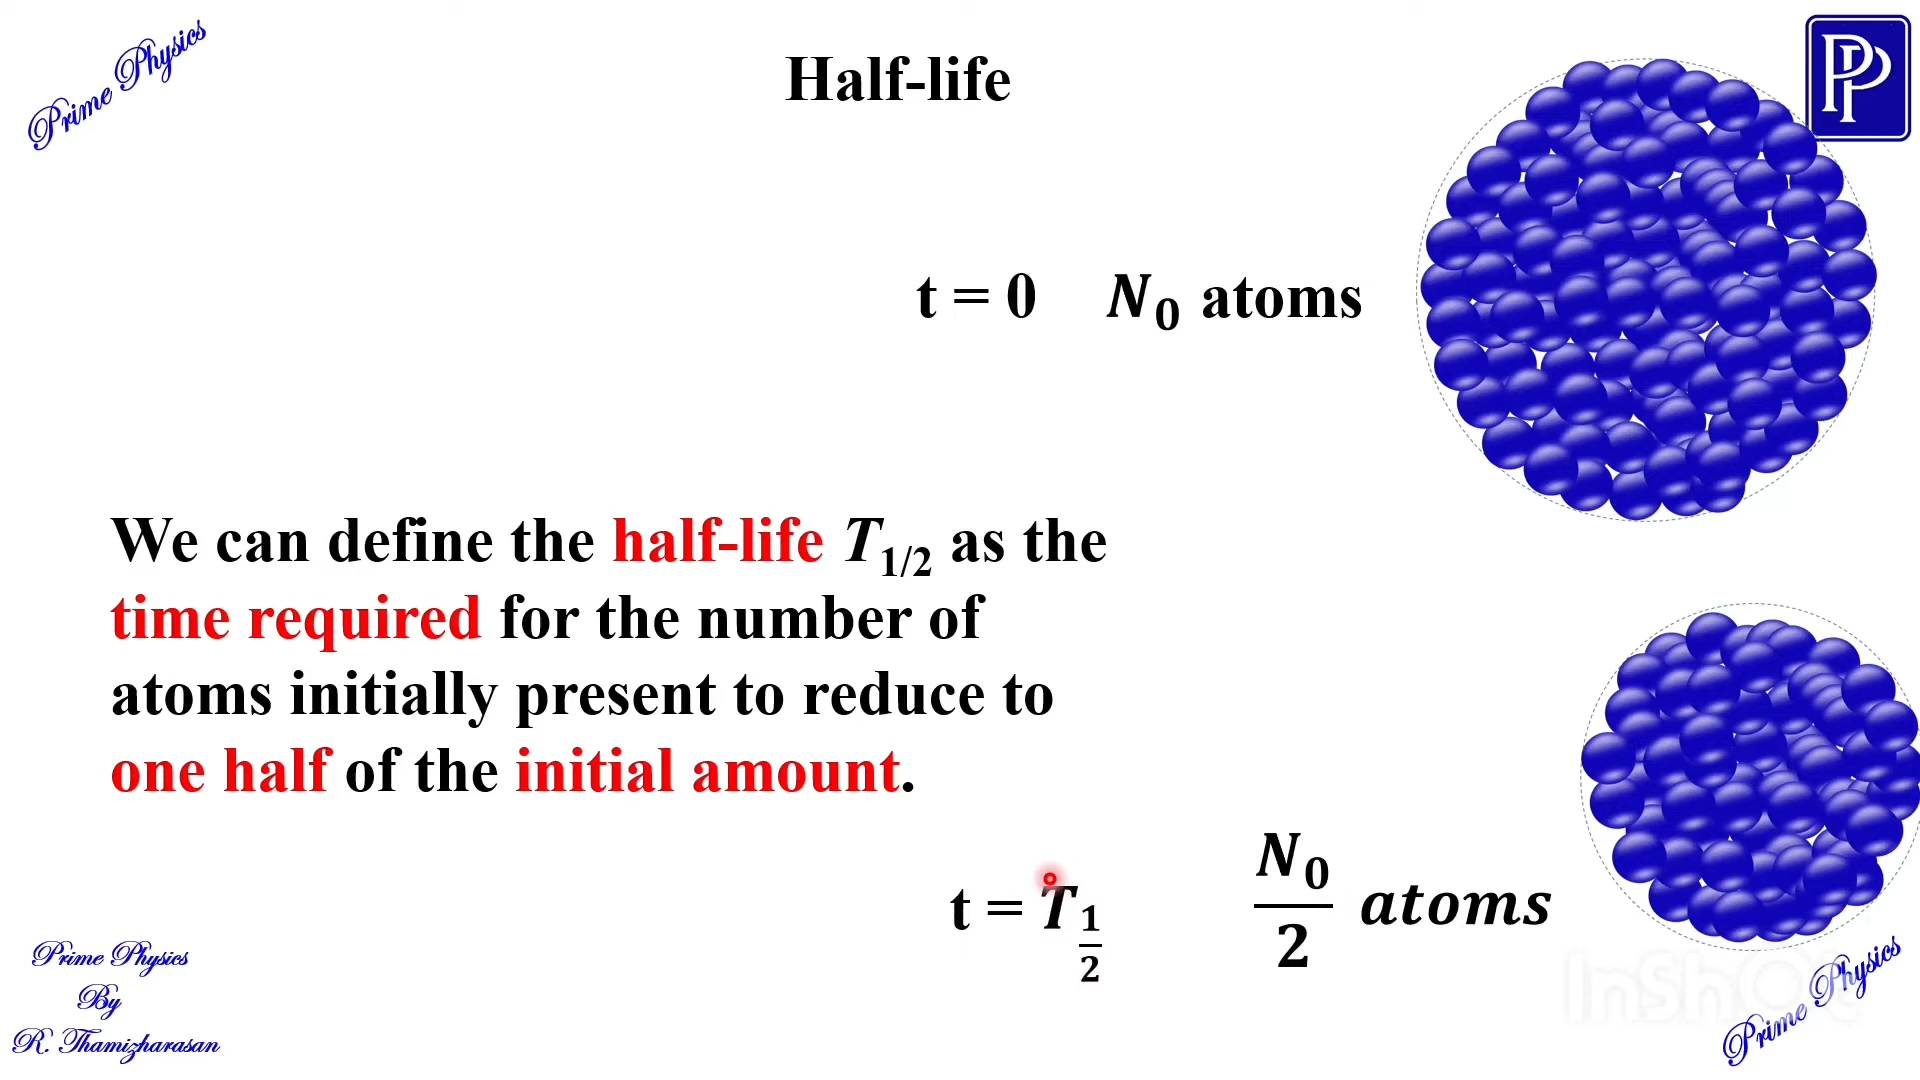 Prime Physics
Half-life
PP
t = 0 N₀ atoms
We can define the half-life T₁/₂ as the
time required for the number of
atoms initially present to reduce to
one half of the initial amount.
t = T₁/₂ N₀/2 atoms
Prime Physics
By
R. Thamizharasan
InShOt
Prime Physics